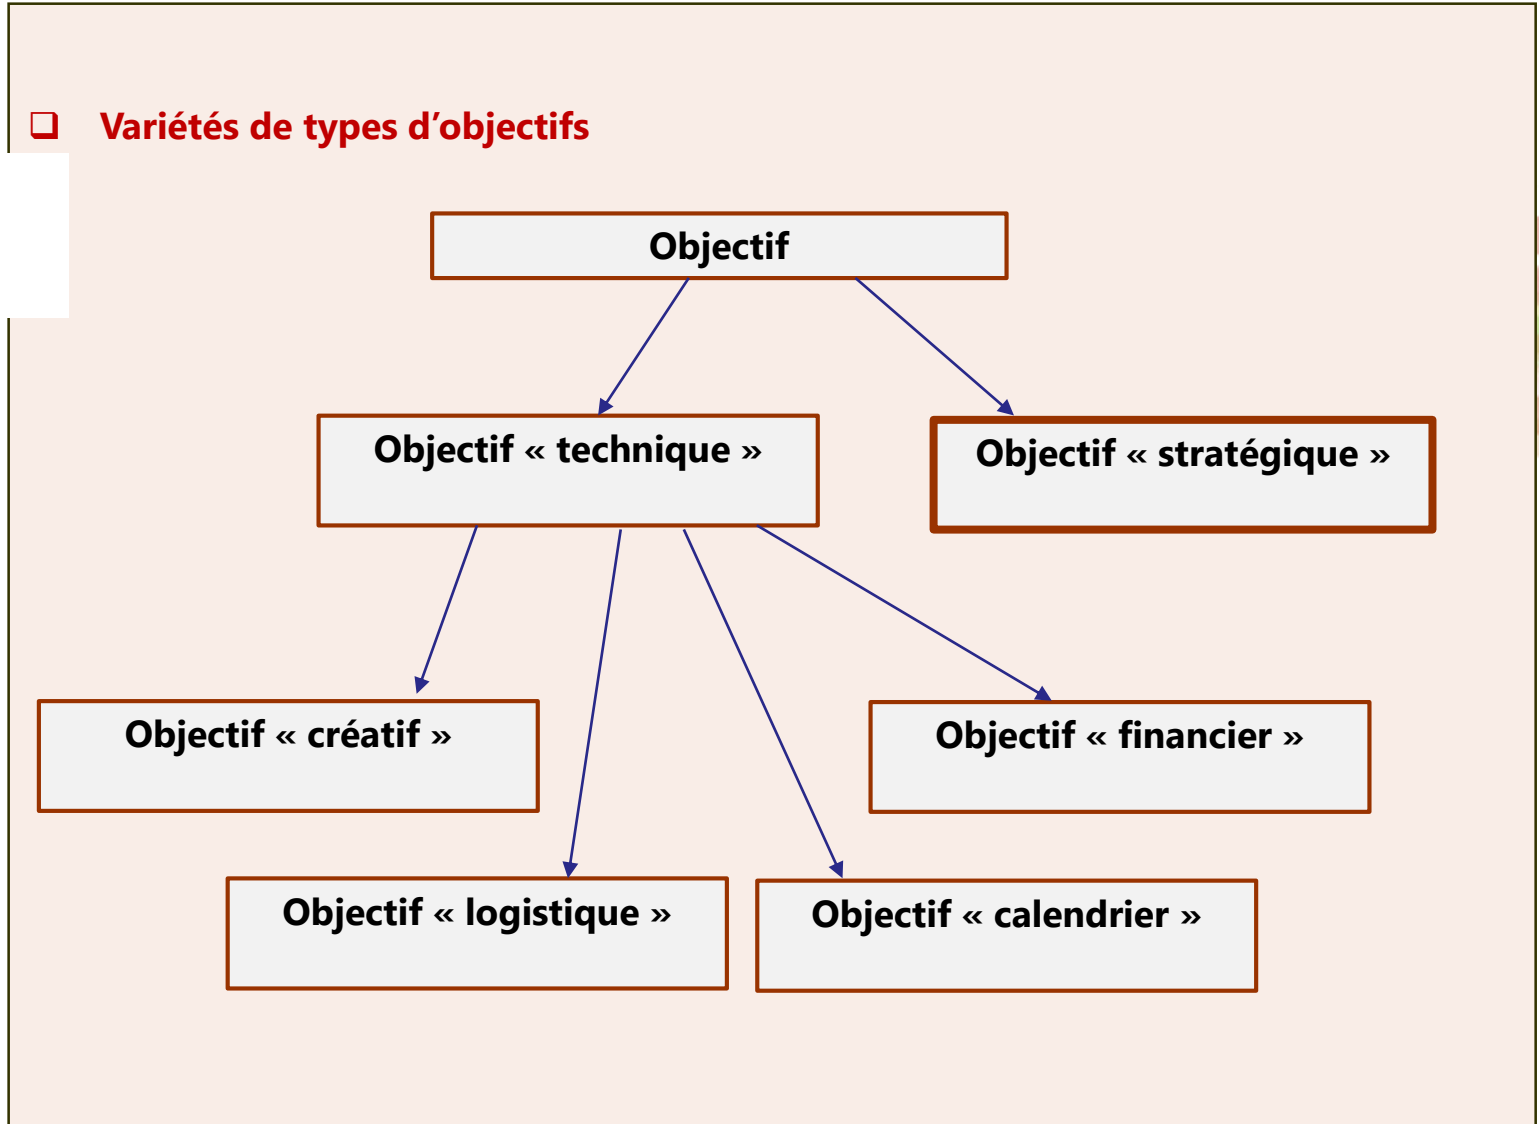 Variétés de types d’objectifs
Objectif
Objectif « technique »
Objectif « stratégique »
Objectif « créatif »
Objectif « financier »
Objectif « logistique »
Objectif « calendrier »